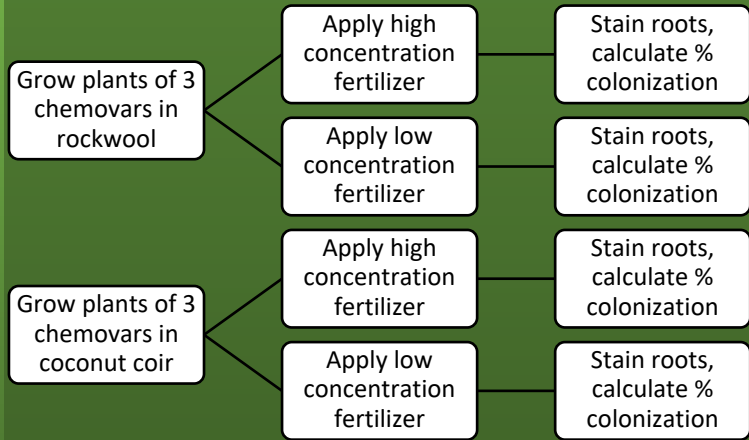 Grow plants of 3
chemovars in
rockwool
Apply high
concentration
fertilizer
Stain roots,
calculate %
colonization
Apply low
concentration
fertilizer
Stain roots,
calculate %
colonization
Grow plants of 3
chemovars in
coconut coir
Apply high
concentration
fertilizer
Stain roots,
calculate %
colonization
Apply low
concentration
fertilizer
Stain roots,
calculate %
colonization